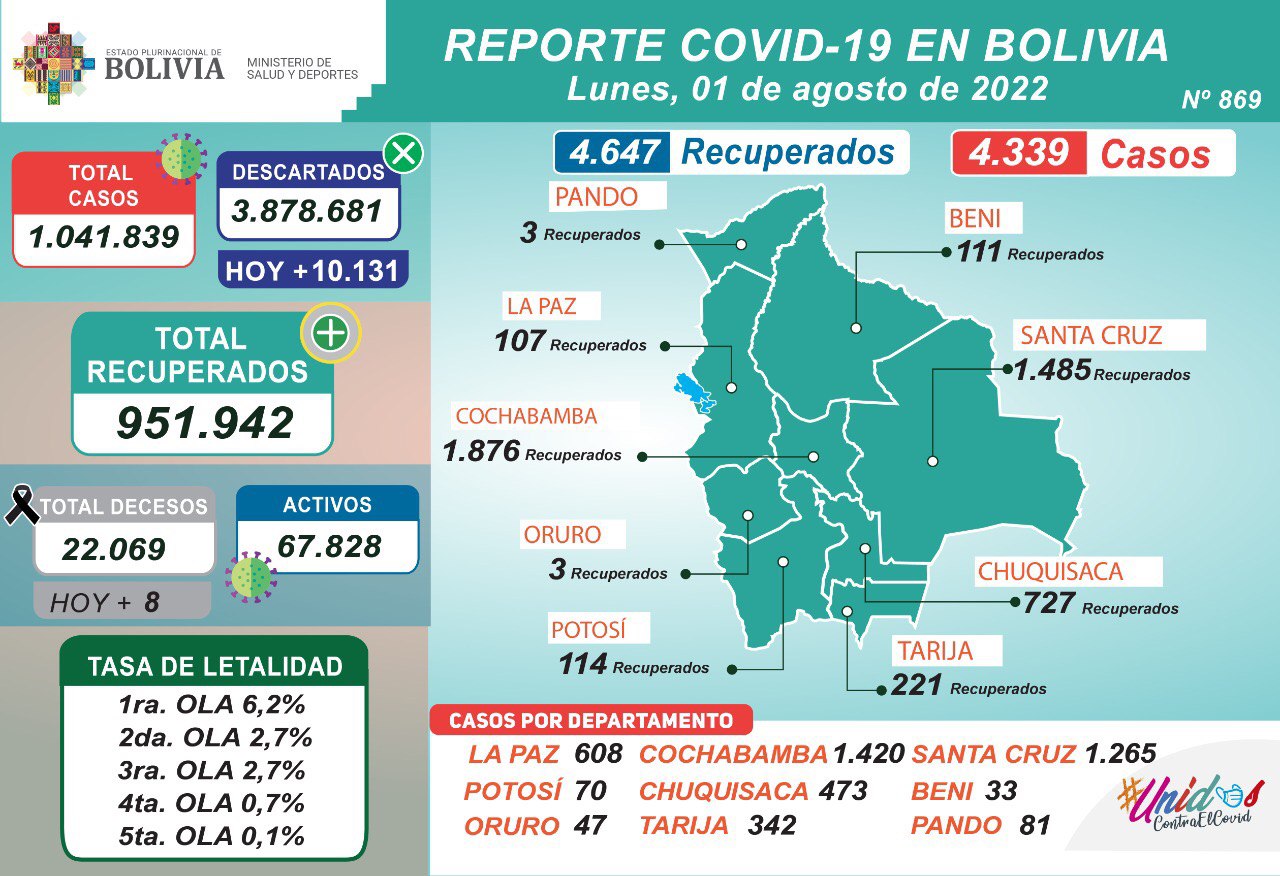 ESTADO PLURINACIONAL DE
BOLIVIA
MINISTERIO DE
SALUD Y DEPORTES
REPORTE COVID-19 EN BOLIVIA
Lunes, 01 de agosto de 2022
Nº 869
TOTAL
CASOS
1.041.839
DESCARTADOS
3.878.681
HOY +10.131
TOTAL
RECUPERADOS
951.942
TOTAL DECESOS
22.069
HOY + 8
ACTIVOS
67.828
TASA DE LETALIDAD
1ra. OLA 6,2%
2da. OLA 2,7%
3ra. OLA 2,7%
4ta. OLA 0,7%
5ta. OLA 0,1%
4.647 Recuperados
4.339 Casos
PANDO
3 Recuperados
BENI
111 Recuperados
LA PAZ
107 Recuperados
SANTA CRUZ
1.485 Recuperados
COCHABAMBA
1.876 Recuperados
ORURO
3 Recuperados
CHUQUISACA
727 Recuperados
POTOSÍ
114 Recuperados
TARIJA
221 Recuperados
CASOS POR DEPARTAMENTO
LA PAZ 608 COCHABAMBA 1.420 SANTA CRUZ 1.265
POTOSÍ 70 CHUQUISACA 473 BENI 33
ORURO 47 TARIJA 342 PANDO 81
#Unidos
ContraElCovid